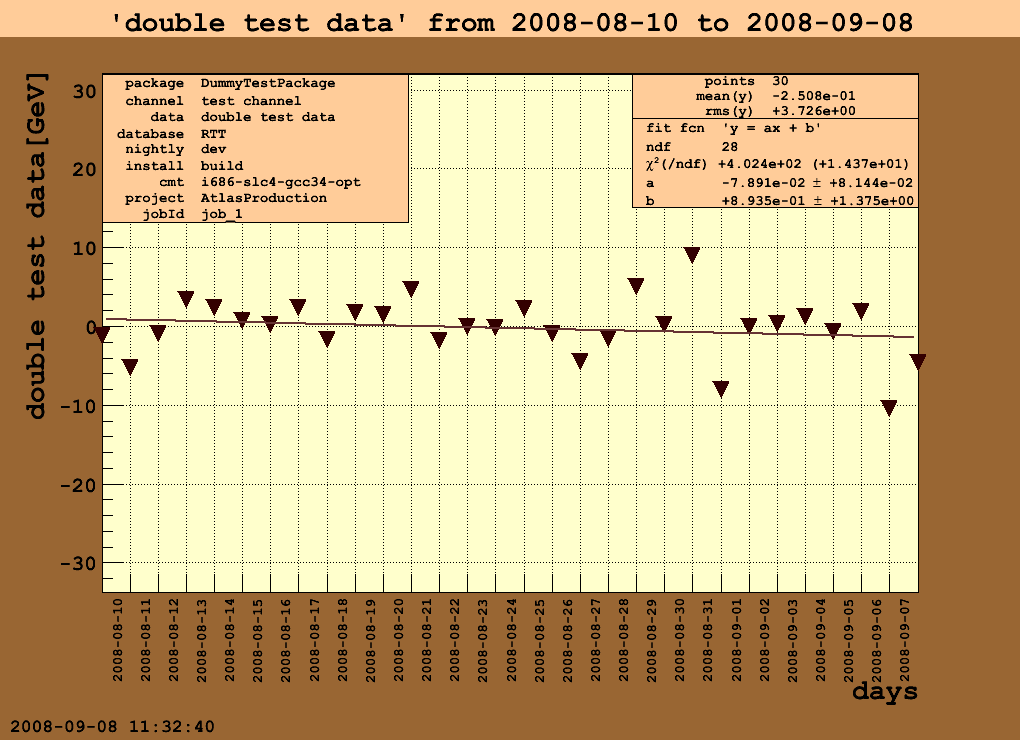 'double test data' from 2008-08-10 to 2008-09-08
double test data[GeV]
30
20
10
0
-10
-20
-30
package DummyTestPackage
channel test channel
data double test data
database RTT
nightly dev
install build
cmt i686-slc4-gcc34-opt
project AtlasProduction
jobId job_1
points 30
mean(y) -2.508e-01
rms(y) +3.726e+00
fit fcn 'y = ax + b'
ndf 28
χ²(/ndf) +4.024e+02 (+1.437e+01)
a -7.891e-02 ± +8.144e-02
b +8.935e-01 ± +1.375e+00
2008-08-10
2008-08-11
2008-08-12
2008-08-13
2008-08-14
2008-08-15
2008-08-16
2008-08-17
2008-08-18
2008-08-19
2008-08-20
2008-08-21
2008-08-22
2008-08-23
2008-08-24
2008-08-25
2008-08-26
2008-08-27
2008-08-28
2008-08-29
2008-08-30
2008-08-31
2008-09-01
2008-09-02
2008-09-03
2008-09-04
2008-09-05
2008-09-06
2008-09-07
days
2008-09-08 11:32:40